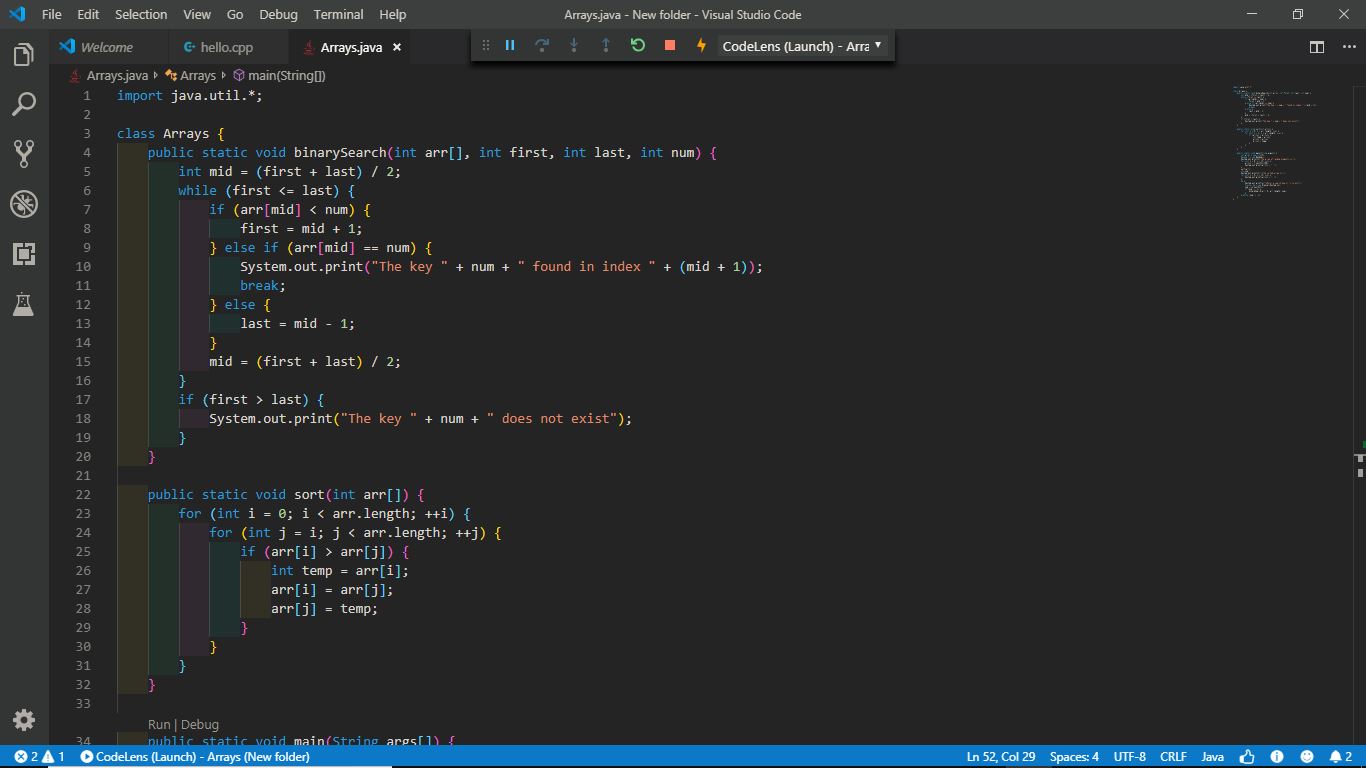 File Edit Selection View Go Debug Terminal Help Arrays.java - New folder - Visual Studio Code
Welcome hello.cpp Arrays.java CodeLens (Launch) - Arra
Arrays.java Arrays main(String[])
1 import java.util.*;
2
3 class Arrays {
4 public static void binarySearch(int arr[], int first, int last, int num) {
5 int mid = (first + last) / 2;
6 while (first <= last) {
7 if (arr[mid] < num) {
8 first = mid + 1;
9 } else if (arr[mid] == num) {
10 System.out.print("The key " + num + " found in index " + (mid + 1));
11 break;
12 } else {
13 last = mid - 1;
14 }
15 mid = (first + last) / 2;
16 }
17 if (first > last) {
18 System.out.print("The key " + num + " does not exist");
19 }
20 }
21
22 public static void sort(int arr[]) {
23 for (int i = 0; i < arr.length; ++i) {
24 for (int j = i; j < arr.length; ++j) {
25 if (arr[i] > arr[j]) {
26 int temp = arr[i];
27 arr[i] = arr[j];
28 arr[j] = temp;
29 }
30 }
31 }
32 }
33
Run | Debug
34 public static void main(String args[]) {
2 1 CodeLens (Launch) - Arrays (New folder) Ln 52, Col 29 Spaces: 4 UTF-8 CRLF Java 2